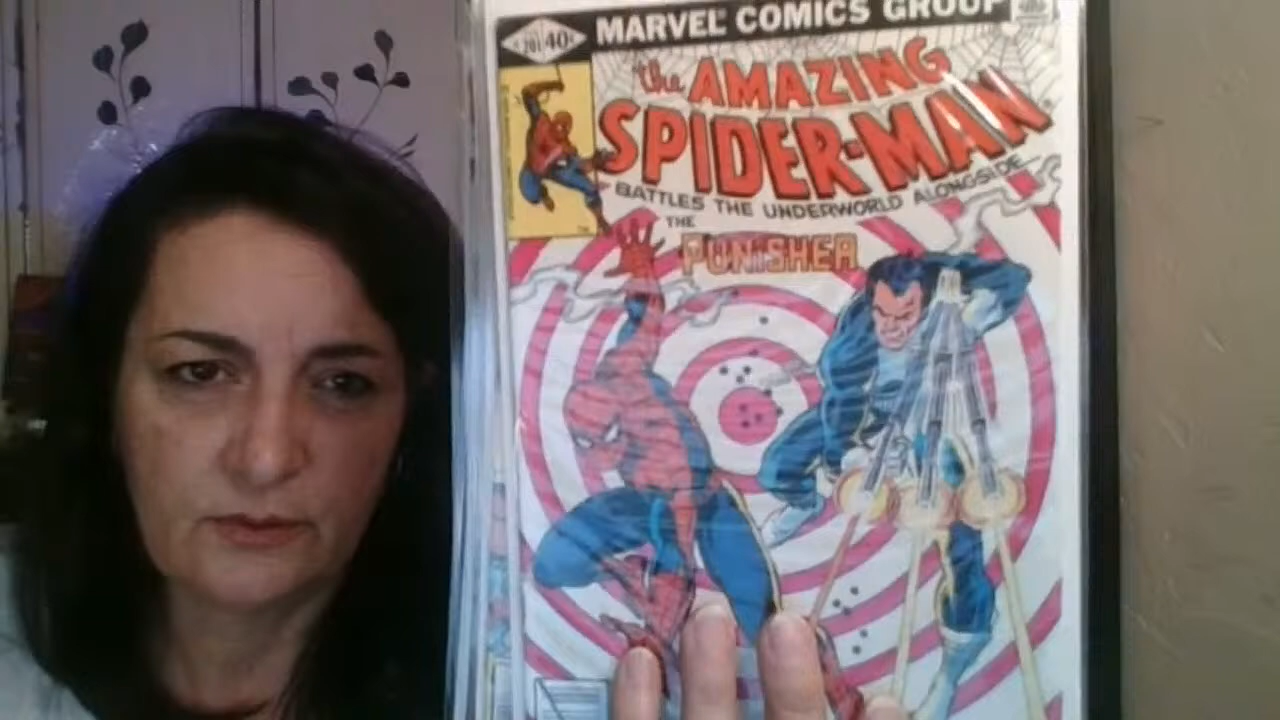 201 40¢
MARVEL COMICS GROUP
the AMAZING
SPIDER-MAN
BATTLES THE UNDERWORLD ALONGSIDE
THE
PUNISHER